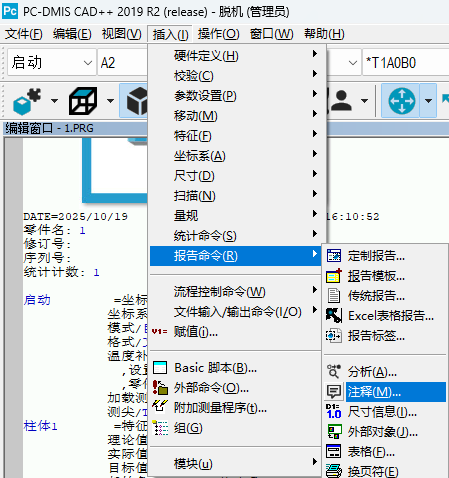 PC-DMIS CAD++ 2019 R2 (release) - 脱机 (管理员)
文件(F) 编辑(E) 视图(V) 插入(I) 操作(O) 窗口(W) 帮助(H)
启动 A2 *T1A0B0
编辑窗口 - 1.PRG
硬件定义(H)
校验(C)
参数设置(P)
移动(M)
特征(F)
坐标系(A)
尺寸(D)
扫描(N)
量规
统计命令(S)
报告命令(R)
流程控制命令(W)
文件输入/输出命令(I/O)
赋值(i)...
Basic 脚本(B)...
外部命令(O)...
附加测量程序(t)...
组(G)
模块(u)
定制报告...
报告模板...
传统报告...
Excel表格报告...
报告标签...
分析(A)...
注释(M)...
尺寸信息(I)...
外部对象(J)...
表格(F)...
换页符(E)
DATE=2025/10/19 16:10:52
零件名: 1
修订号:
序列号:
统计计数: 1
启动 =坐标
坐标系
模式/
格式/
温度补
,设置
,零件
加载测
测尖/T
柱体1 =特征
理论值
实际值
目标值